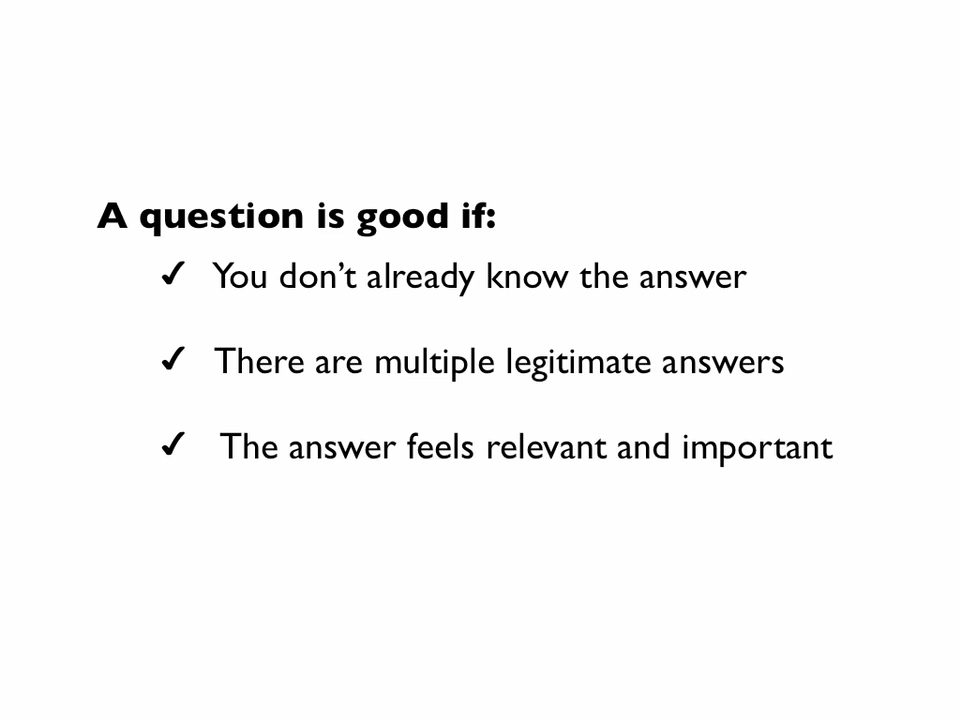 A question is good if:
✓ You don’t already know the answer
✓ There are multiple legitimate answers
✓ The answer feels relevant and important